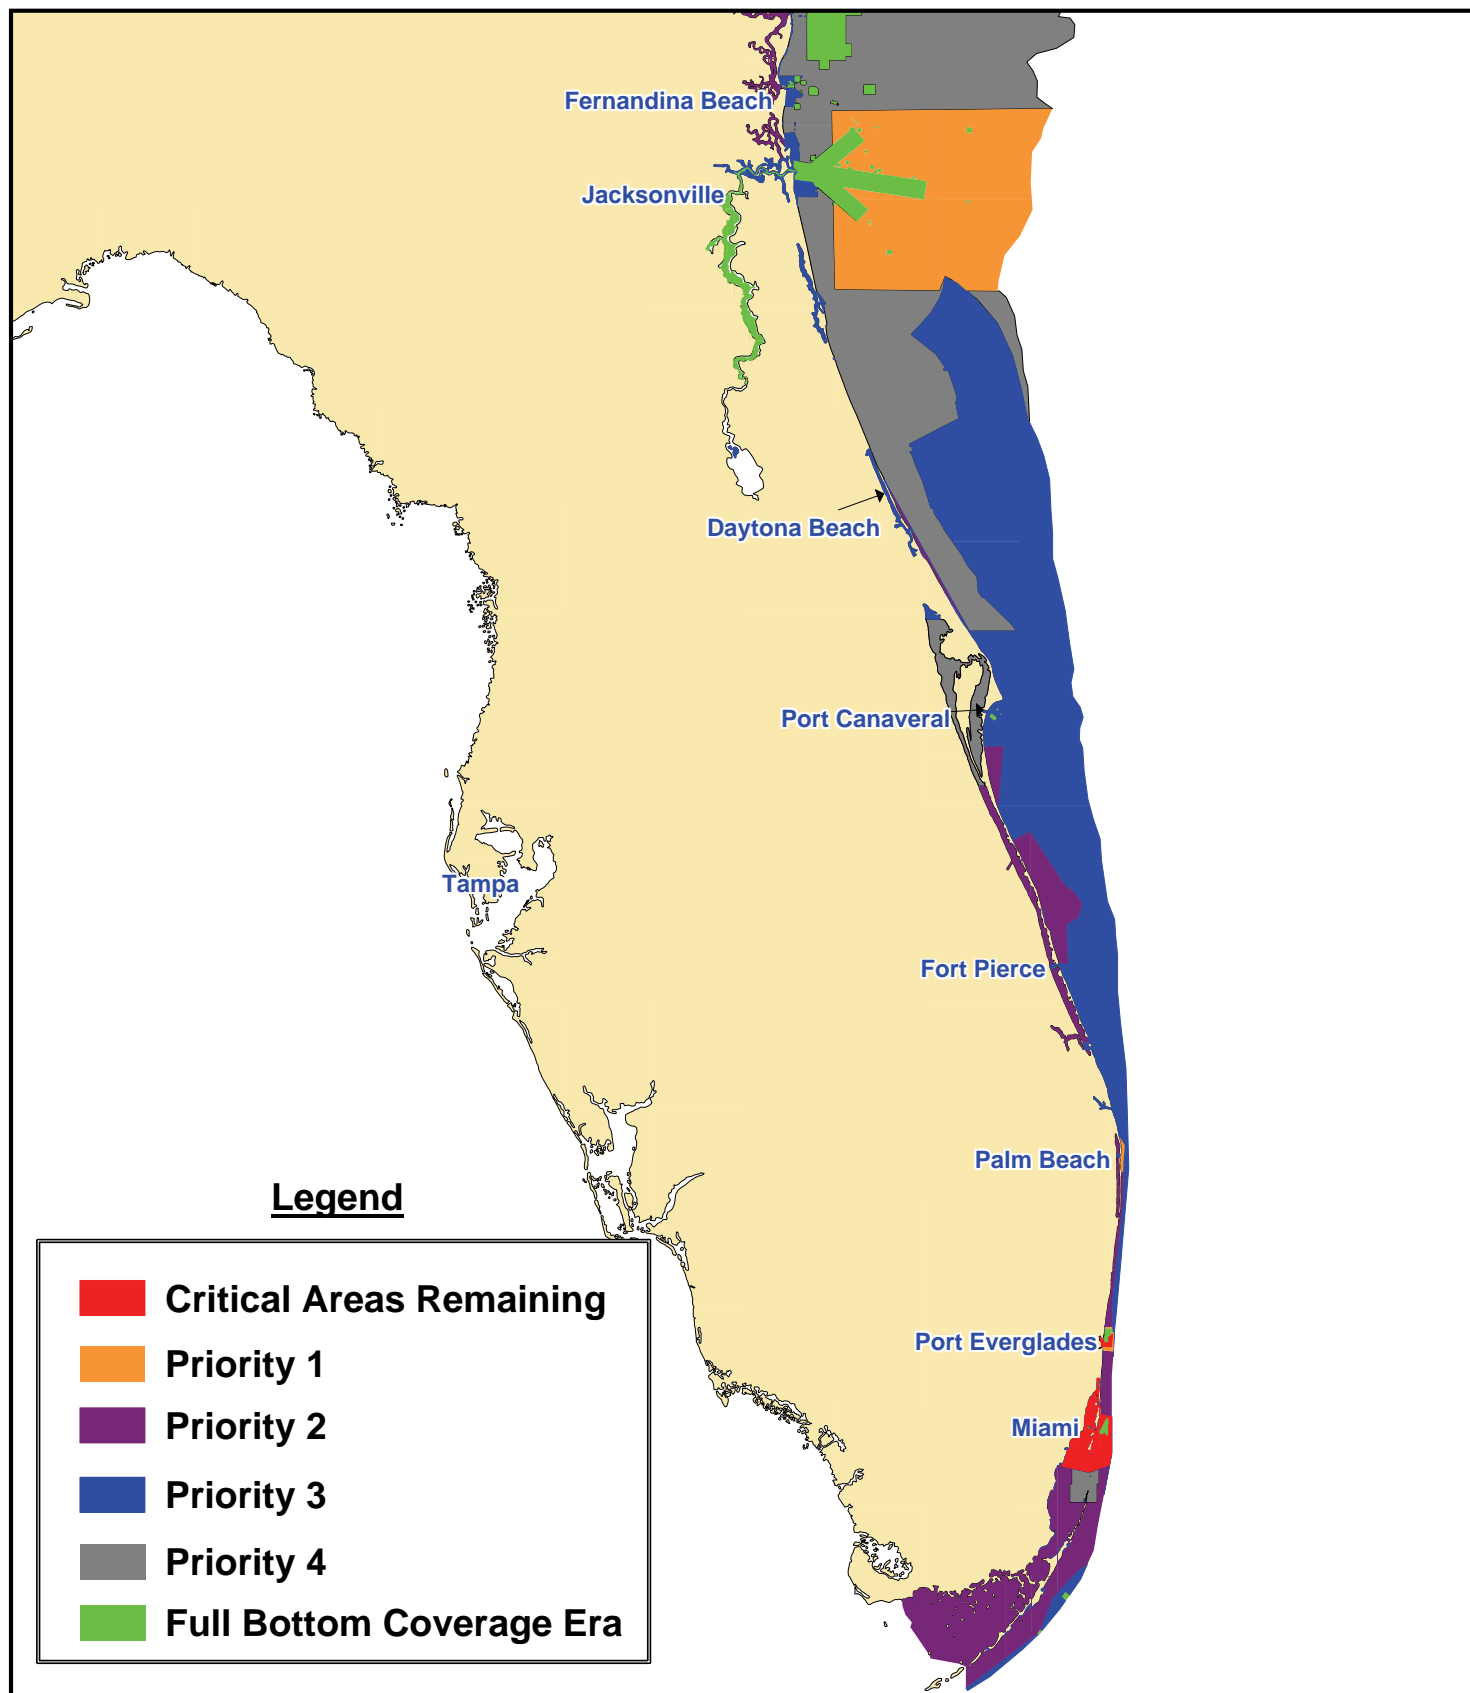 Fernandina Beach
Jacksonville
Daytona Beach
Port Canaveral
Tampa
Fort Pierce
Palm Beach
Port Everglades
Miami
Legend
Critical Areas Remaining
Priority 1
Priority 2
Priority 3
Priority 4
Full Bottom Coverage Era